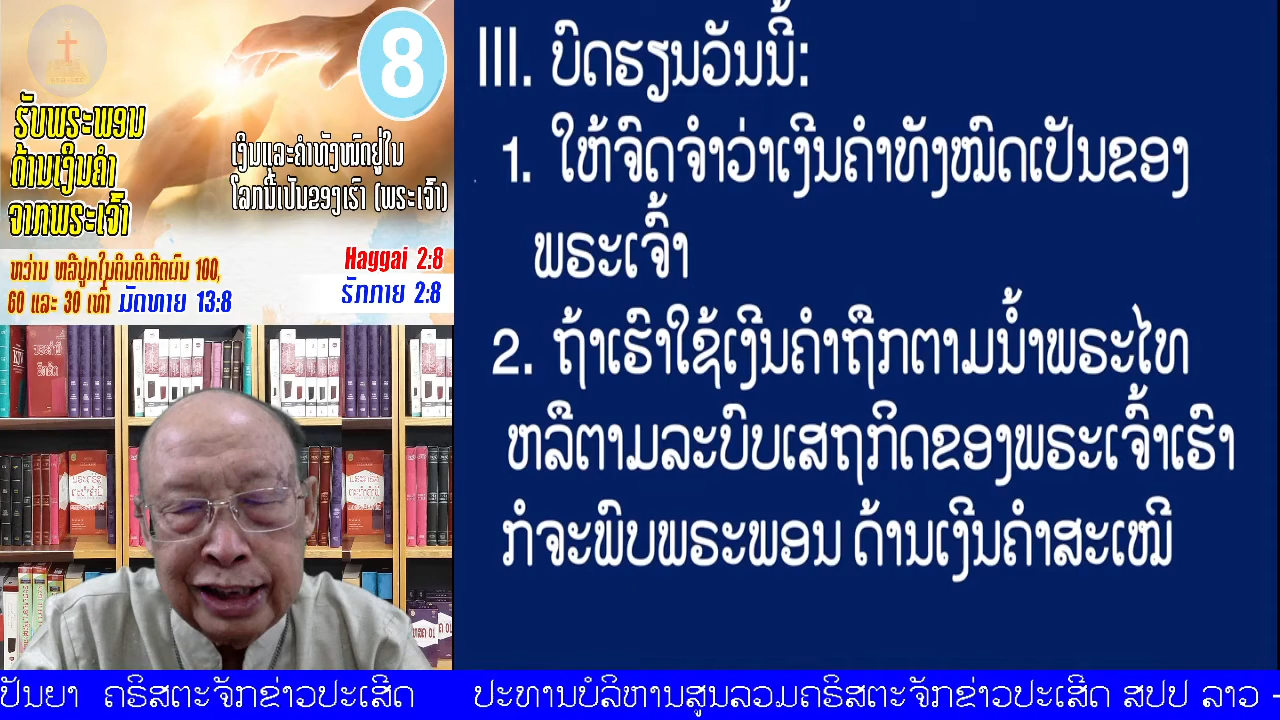 8
ຮັບພຣະພອນ
ດ້ານເງິນຄຳ
ຈາກພຣະເຈົ້າ
ເງິນແລະຄຳທັງໝົດຢູ່ໃນ
ໂລກນີ້ເປັນຂອງເຮົາ (ພຣະເຈົ້າ)
Haggai 2:8
ຮັກກາຍ 2:8
ຫວ່ານ ຫລືປູກໃນດິນດີເກີດຜົນ 100,
60 ແລະ 30 ເທົ່າ ມັດທາຍ 13:8
III. ບົດຮຽນວັນນີ້:
1. ໃຫ້ຈົດຈຳວ່າເງິນຄຳທັງໝົດເປັນຂອງ
ພຣະເຈົ້າ
2. ຖ້າເຮົາໃຊ້ເງິນຄຳຖືກຕາມນ້ຳພຣະໄທ
ຫລືຕາມລະບົບເສຖກິດຂອງພຣະເຈົ້າເຮົາ
ກໍຈະພົບພຣະພອນ ດ້ານເງິນຄຳສະເໝີ
ປັນຍາ ຄຣິສຕະຈັກຂ່າວປະເສີດ ປະທານບໍລິຫານສູນລວມຄຣິສຕະຈັກຂ່າວປະເສີດ ສປປ ລາວ -